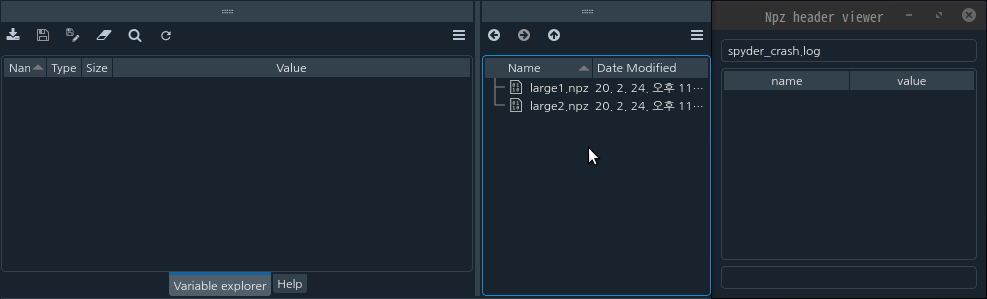 Npz header viewer
spyder_crash.log
Nan Type Size Value
Name Date Modified
name value
large1.npz 20. 2. 24. 오후 11…
large2.npz 20. 2. 24. 오후 11…
Variable explorer Help